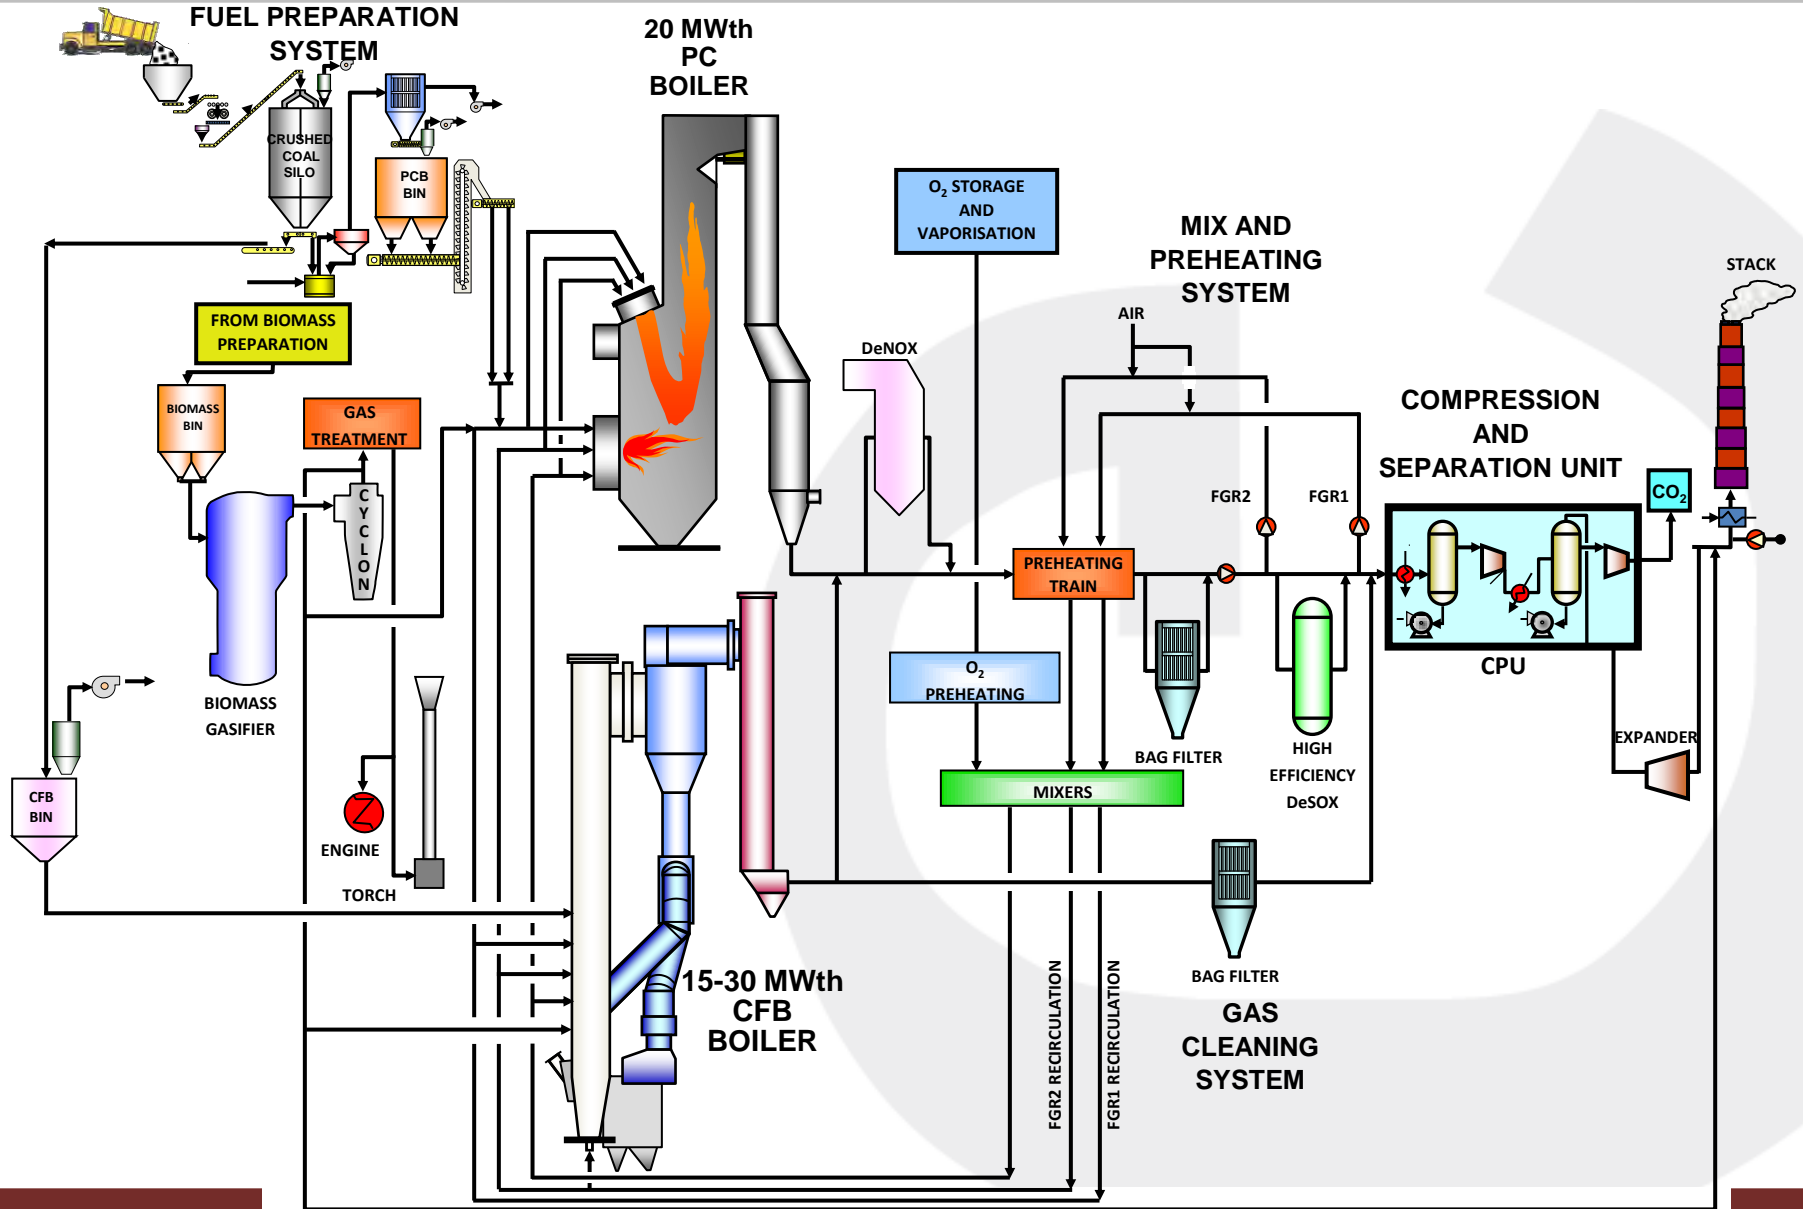 FUEL PREPARATION
SYSTEM
20 MWth
PC
BOILER
CRUSHED
COAL
SILO
PCB
BIN
O2 STORAGE
AND
VAPORISATION
MIX AND
PREHEATING
SYSTEM
STACK
FROM BIOMASS
PREPARATION
AIR
DeNOX
BIOMASS
BIN
GAS
TREATMENT
COMPRESSION
AND
SEPARATION UNIT
CYCLON
FGR2
FGR1
CO2
PREHEATING
TRAIN
CPU
O2
PREHEATING
BIOMASS
GASIFIER
BAG FILTER
HIGH
EFFICIENCY
DeSOX
EXPANDER
MIXERS
CFB
BIN
ENGINE
TORCH
15-30 MWth
CFB
BOILER
FGR2 RECIRCULATION
FGR1 RECIRCULATION
BAG FILTER
GAS
CLEANING
SYSTEM